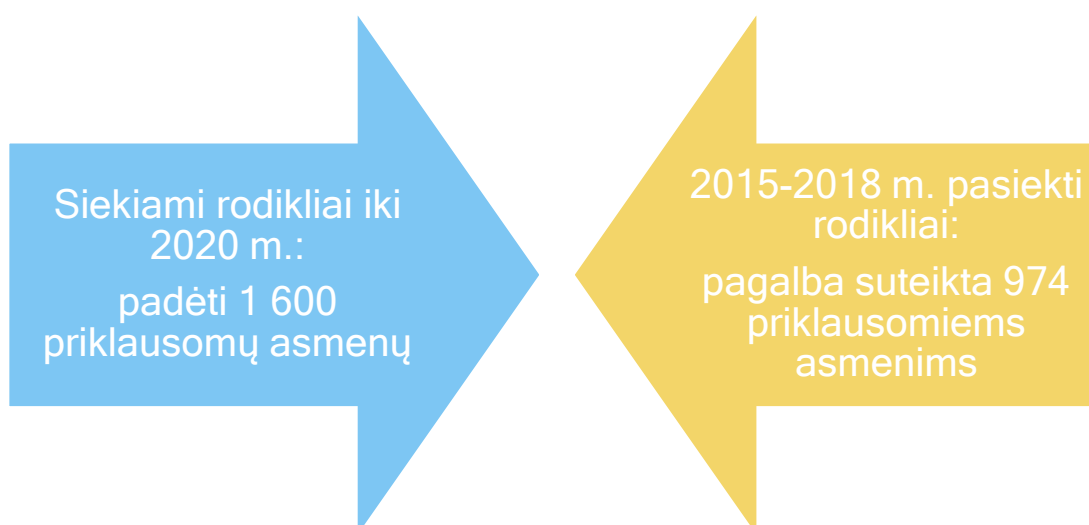 Siekiami rodikliai iki
2020 m.:
padėti 1 600
priklausomų asmenų
2015-2018 m. pasiekti
rodikliai:
pagalba suteikta 974
priklausomiems
asmenims